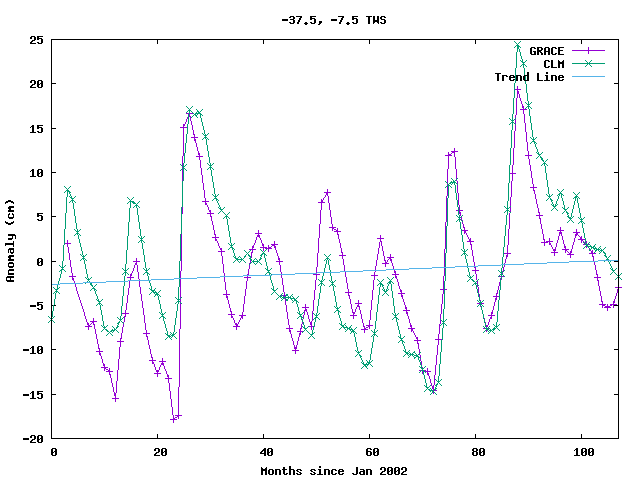 -37.5, -7.5 TWS
GRACE
CLM
Trend Line
25
20
15
10
5
0
-5
-10
-15
-20
Anomaly (cm)
0 20 40 60 80 100
Months since Jan 2002